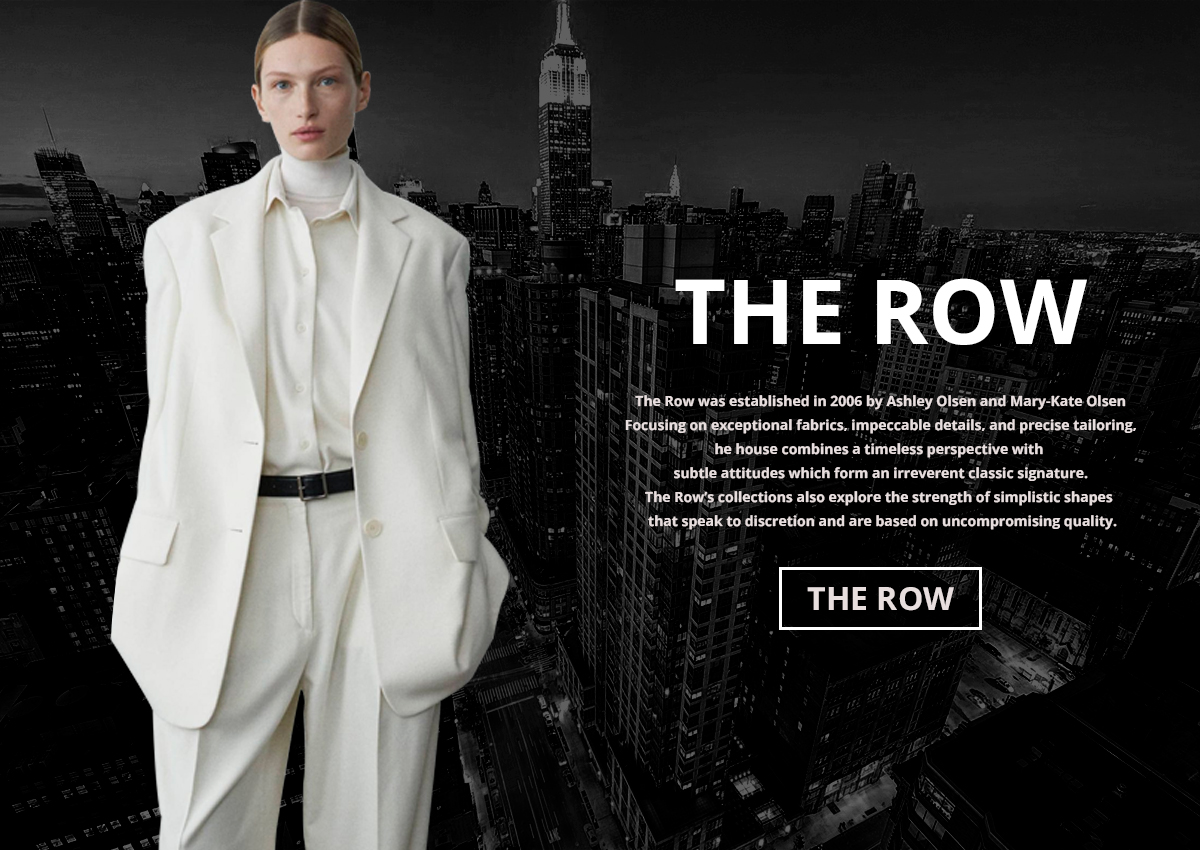 THE ROW
The Row was established in 2006 by Ashley Olsen and Mary-Kate Olsen
Focusing on exceptional fabrics, impeccable details, and precise tailoring,
he house combines a timeless perspective with
subtle attitudes which form an irreverent classic signature.
The Row’s collections also explore the strength of simplistic shapes
that speak to discretion and are based on uncompromising quality.
THE ROW